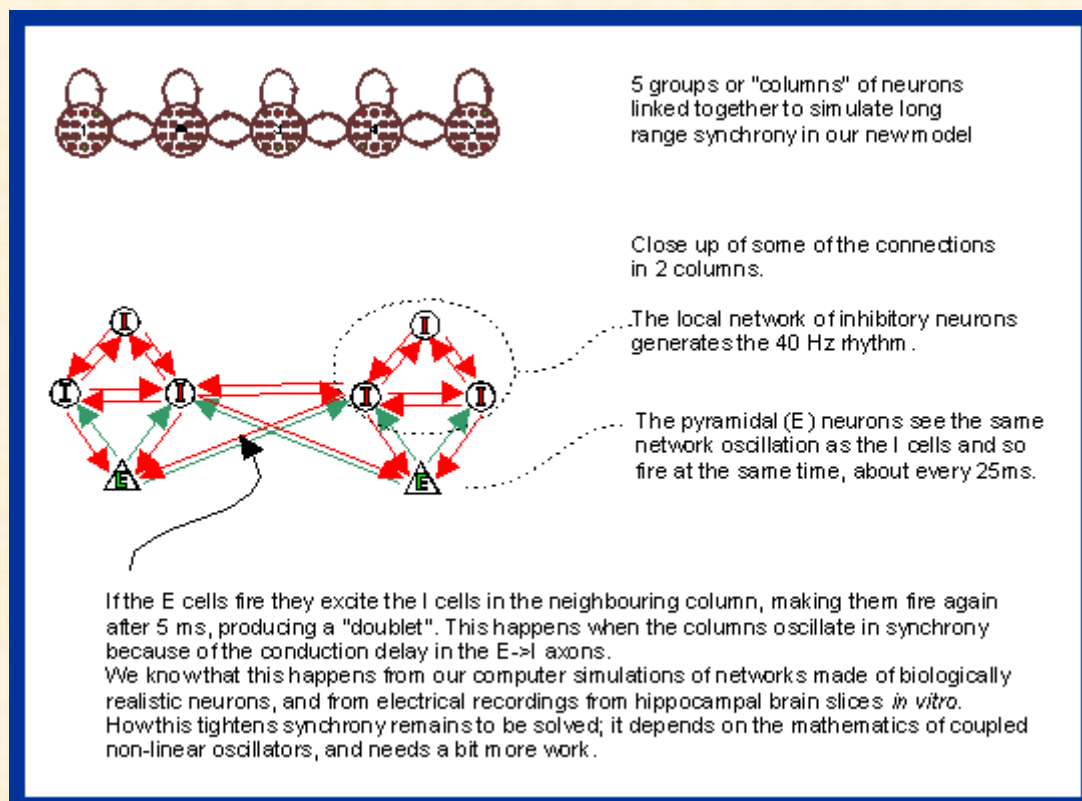 5 groups or "columns" of neurons
linked together to simulate long
range synchrony in our new model
1
3
4
Close up of some of the connections
in 2 columns.
The local network of inhibitory neurons
generates the 40 Hz rhythm.
I
I
I
I
I
I
The pyramidal (E) neurons see the same
network oscillation as the I cells and so
fire at the same time, about every 25ms.
E
E
If the E cells fire they excite the I cells in the neighbouring column, making them fire again
after 5 ms, producing a "doublet". This happens when the columns oscillate in synchrony
because of the conduction delay in the E->I axons.
We know that this happens from our computer simulations of networks made of biologically
realistic neurons, and from electrical recordings from hippocampal brain slices in vitro.
How this tightens synchrony remains to be solved; it depends on the mathematics of coupled
non-linear oscillators, and needs a bit more work.